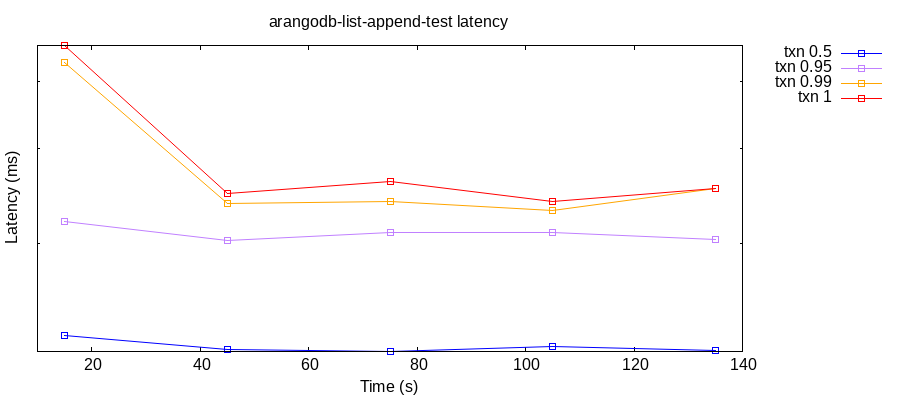 arangodb-list-append-test latency
txn 0.5
txn 0.95
txn 0.99
txn 1
Latency (ms)
20 40 60 80 100 120 140
Time (s)